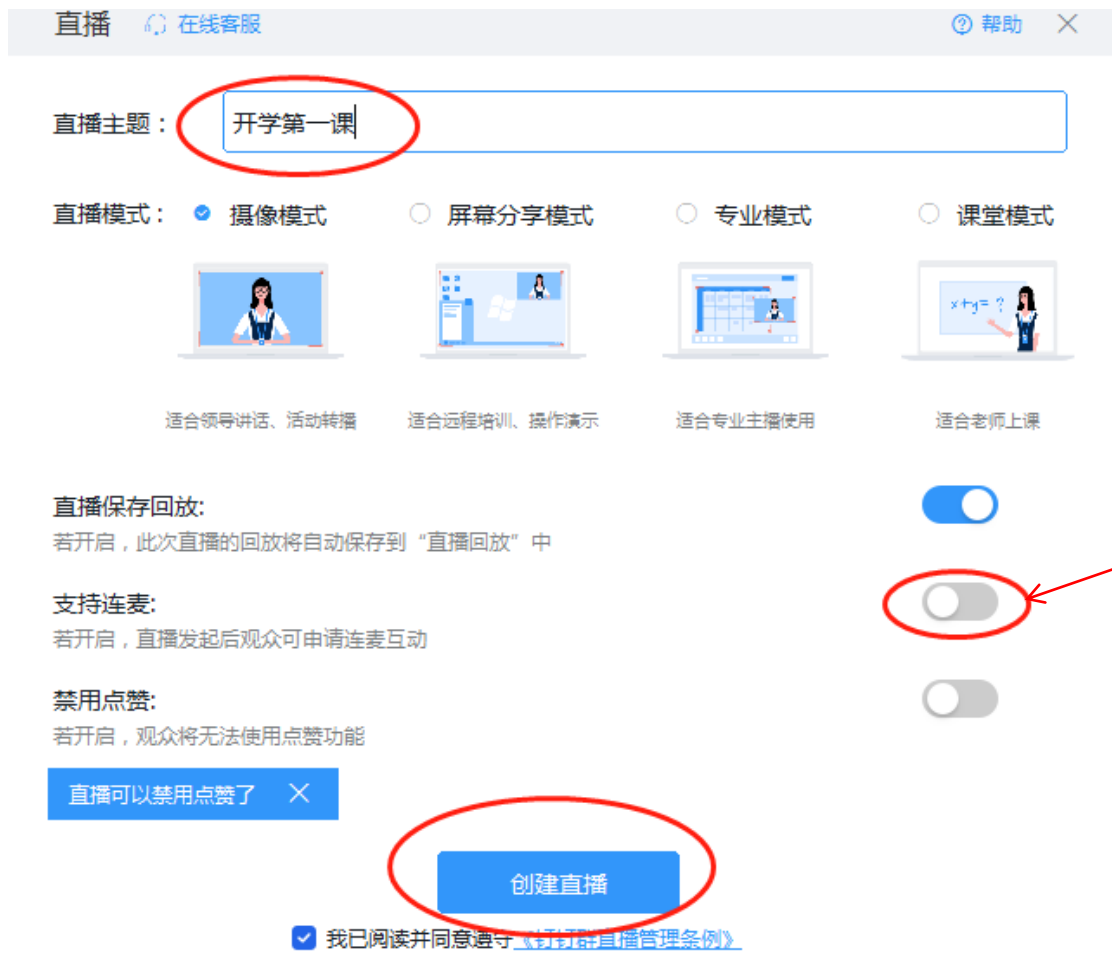 直播 在线客服 帮助
直播主题： 开学第一课
直播模式： 摄像模式 屏幕分享模式 专业模式 课堂模式
x+y= ?
适合领导讲话、活动转播 适合远程培训、操作演示 适合专业主播使用 适合老师上课
直播保存回放:
若开启，此次直播的回放将自动保存到“直播回放”中
支持连麦:
若开启，直播发起后观众可申请连麦互动
禁用点赞:
若开启，观众将无法使用点赞功能
直播可以禁用点赞了
创建直播
我已阅读并同意遵守《钉钉群直播管理条例》